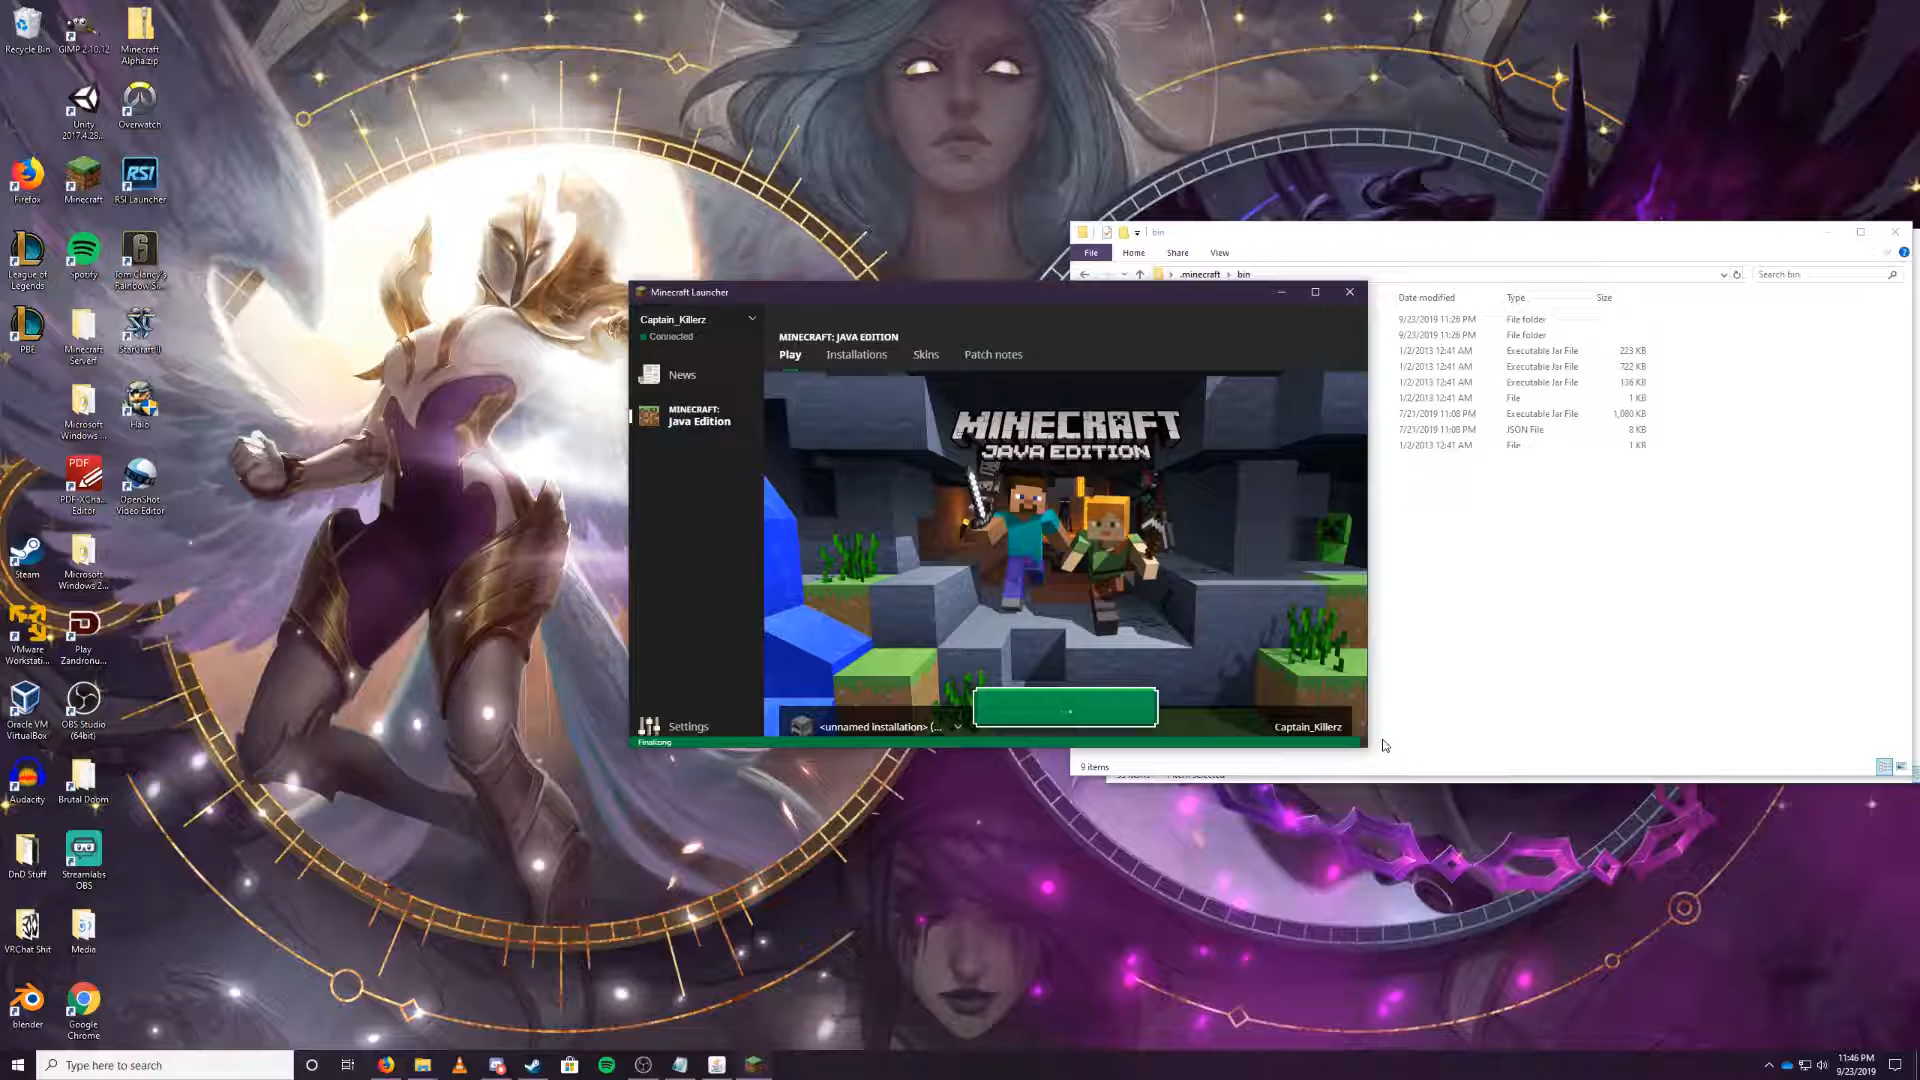 Recycle Bin
GIMP 2.10.12
Minecraft
Alpha.zip
Unity
2017.4.28...
Overwatch
Firefox
Minecraft
RSI
RSI Launcher
League of
Legends
Spotify
Tom Clancy's
Rainbow Si...
PBE
Minecraft
Server!
StarCraft II
Microsoft
Windows ...
Halo
PDF
PDF-XCha...
Editor
OpenShot
Video Editor
Steam
Microsoft
Windows 2...
VMware
Workstati...
Play
Zandronu...
Oracle VM
VirtualBox
OBS Studio
(64bit)
Audacity
Brutal Doom
DnD Stuff
Streamlabs
OBS
VRChat Shit
Media
blender
Google
Chrome
bin
File
Home
Share
View
.minecraft › bin
Search bin
Date modified
Type
Size
9/23/2019 11:26 PM File folder
9/23/2019 11:26 PM File folder
1/2/2013 12:41 AM Executable Jar File 223 KB
1/2/2013 12:41 AM Executable Jar File 722 KB
1/2/2013 12:41 AM Executable Jar File 136 KB
1/2/2013 12:41 AM File 1 KB
7/21/2019 11:08 PM Executable Jar File 1,080 KB
7/21/2019 11:08 PM JSON File 8 KB
1/2/2013 12:41 AM File 1 KB
9 items
Minecraft Launcher
Captain_Killerz
Connected
News
MINECRAFT:
Java Edition
Settings
Finalizing
MINECRAFT: JAVA EDITION
Play
Installations
Skins
Patch notes
MINECRAFT
JAVA EDITION
<unnamed installation> (...
Captain_Killerz
Type here to search
11:46 PM
9/23/2019